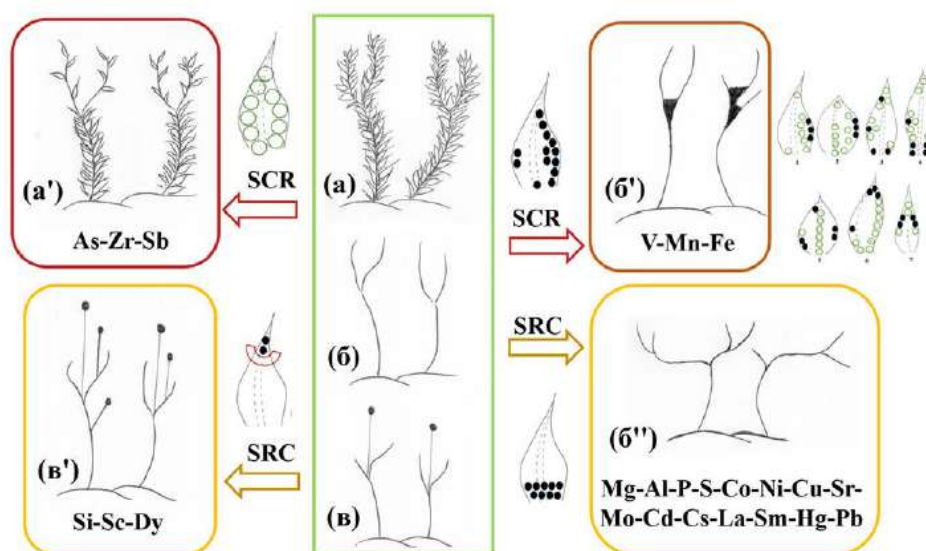 (а')
SCR
As-Zr-Sb
(а)
SCR
(б')
V-Mn-Fe
(б)
SRC
(б'')
Mg-Al-P-S-Co-Ni-Cu-Sr-
Mo-Cd-Cs-La-Sm-Hg-Pb
(в')
SRC
Si-Sc-Dy
(в)